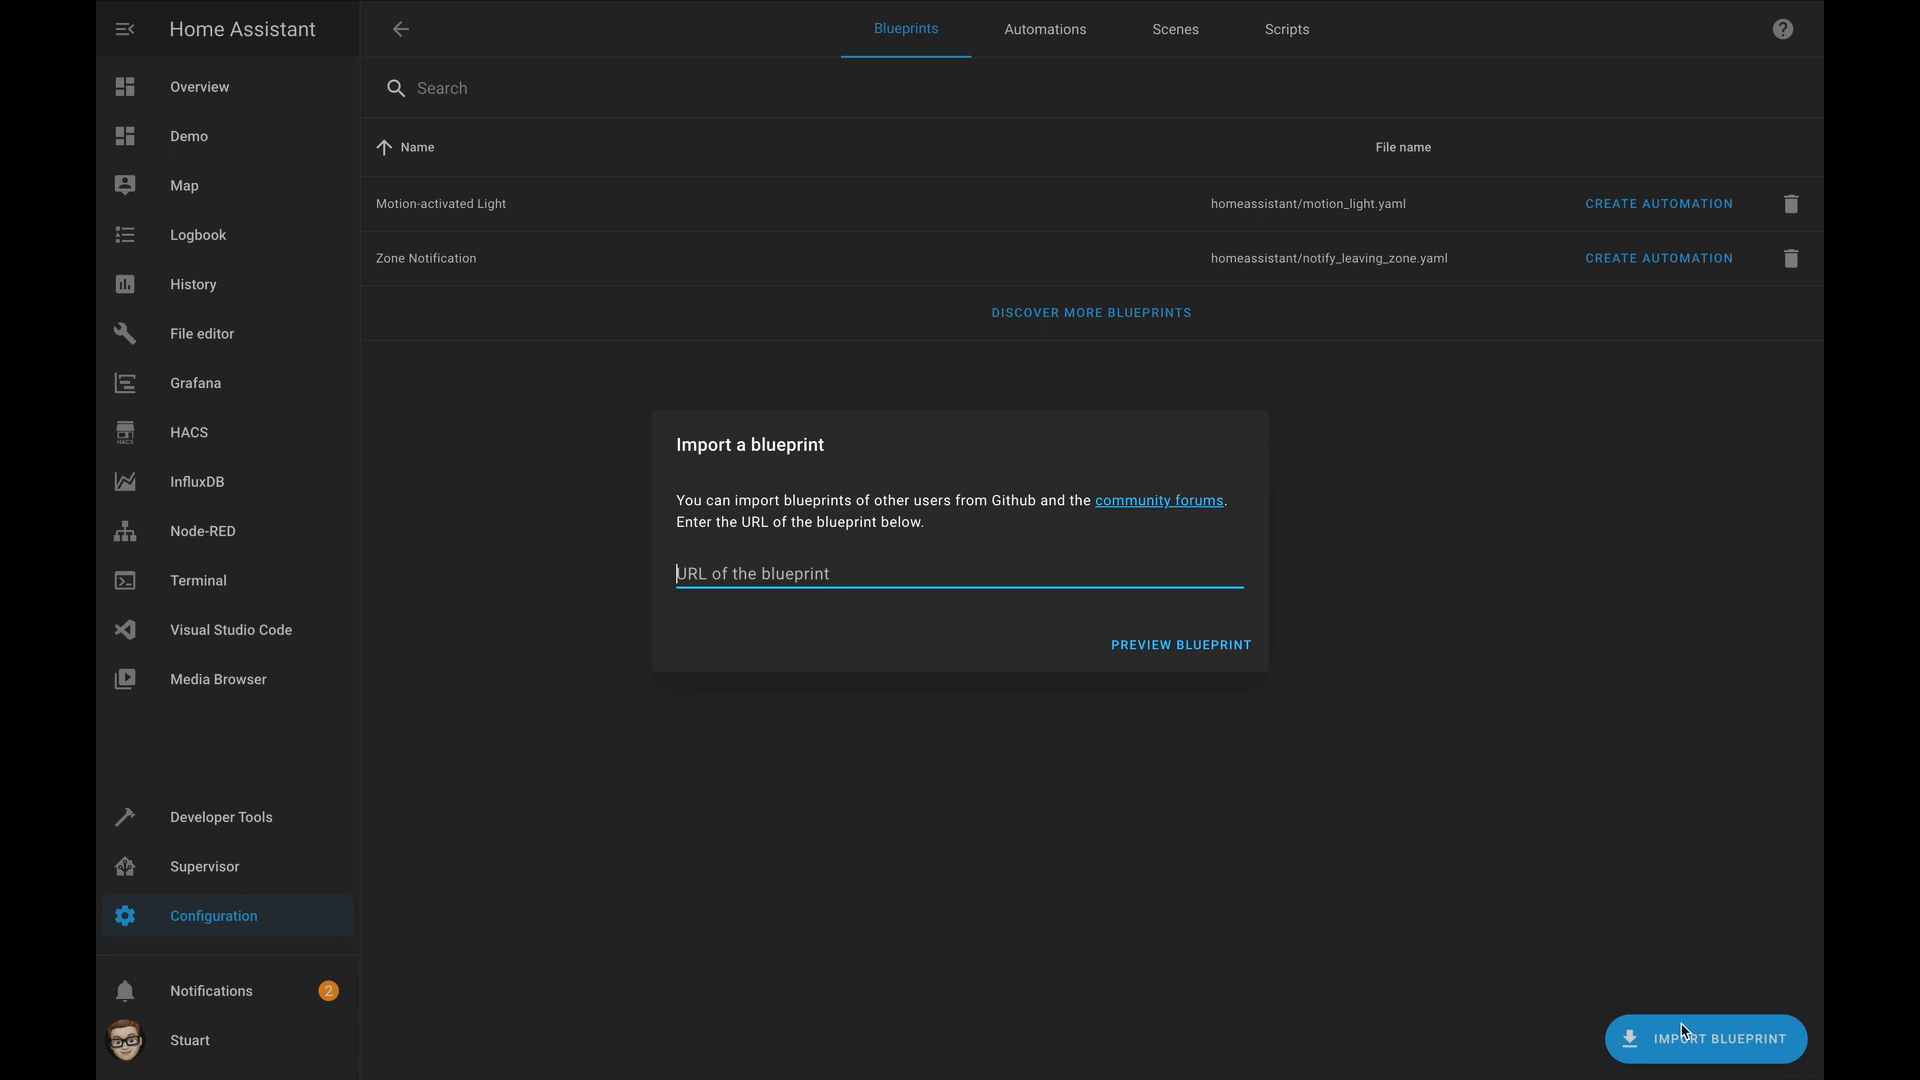 Home Assistant
Blueprints
Automations
Scenes
Scripts
Overview
Demo
Map
Logbook
History
File editor
Grafana
HACS
HACS
InfluxDB
Node-RED
Terminal
Visual Studio Code
Media Browser
Developer Tools
Supervisor
Configuration
Notifications 2
Stuart
Search
Name File name
Motion-activated Light homeassistant/motion_light.yaml CREATE AUTOMATION
Zone Notification homeassistant/notify_leaving_zone.yaml CREATE AUTOMATION
DISCOVER MORE BLUEPRINTS
Import a blueprint
You can import blueprints of other users from Github and the community forums.
Enter the URL of the blueprint below.
URL of the blueprint
PREVIEW BLUEPRINT
IMPORT BLUEPRINT